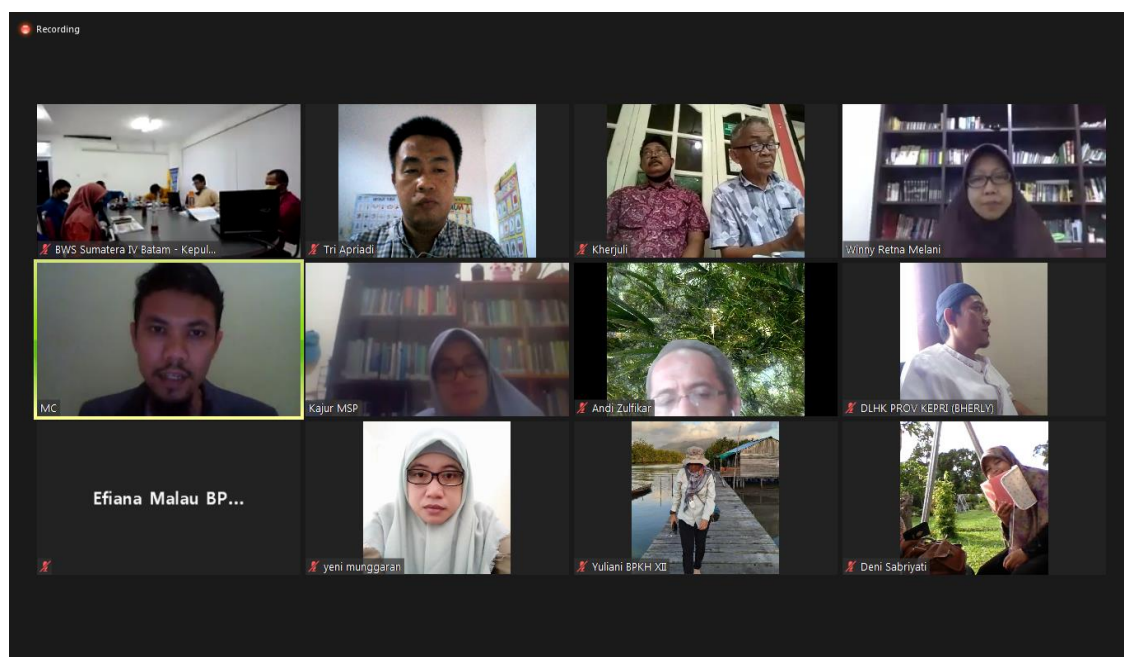 Recording
BWS Sumatera IV Batam - Kepul...
Tri Apriadi
Kherjuli
Winny Retna Melani
MC
Kajur MSP
Andi Zulfikar
DLHK PROV KEPRI (BHERLY)
Efiana Malau BP...
yeni munggaran
Yuliani BPKH XII
Deni Sabriyati